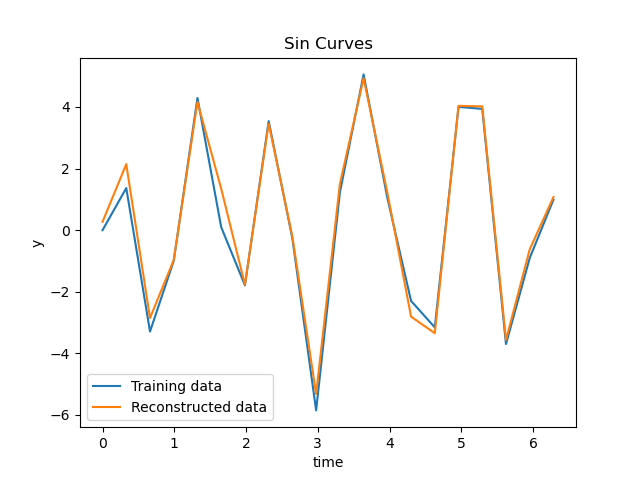 Sin Curves
4
2
0
−2
−4
−6
y
Training data
Reconstructed data
0 1 2 3 4 5 6
time